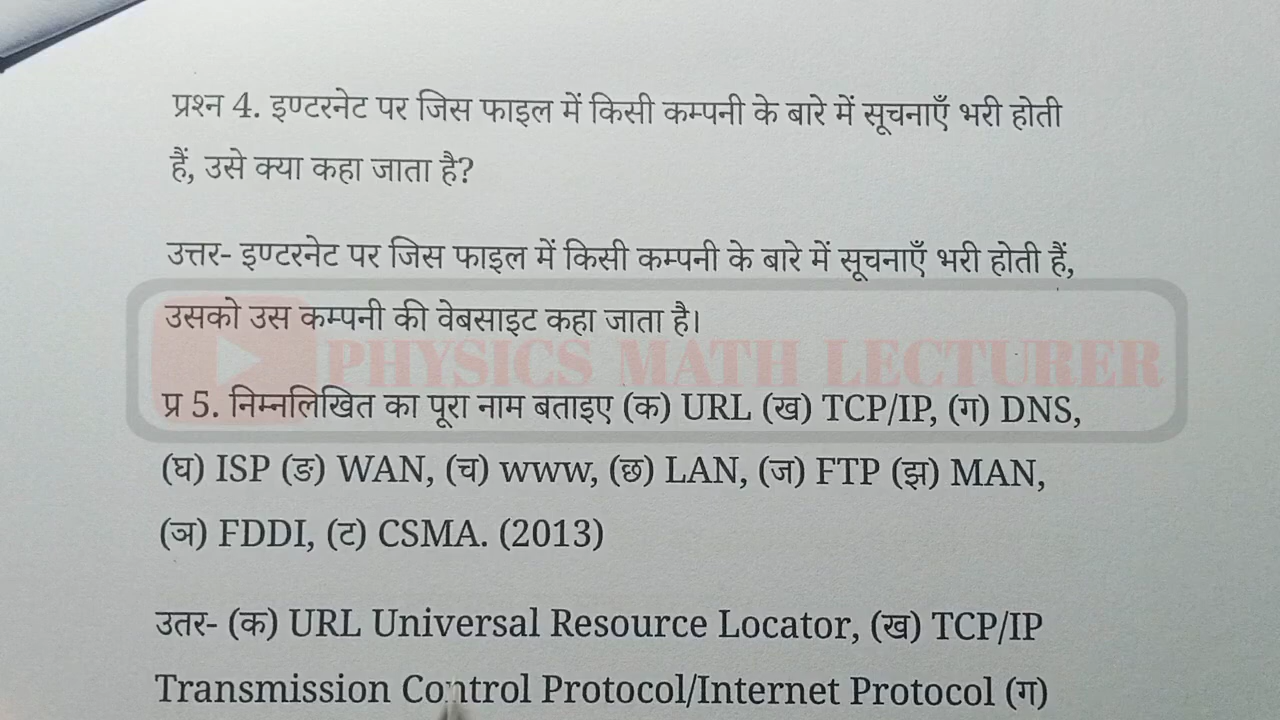 प्रश्न 4. इण्टरनेट पर जिस फाइल में किसी कम्पनी के बारे में सूचनाएँ भरी होती
हैं, उसे क्या कहा जाता है?
उत्तर- इण्टरनेट पर जिस फाइल में किसी कम्पनी के बारे में सूचनाएँ भरी होती हैं,
उसको उस कम्पनी की वेबसाइट कहा जाता है।
PHYSICS MATH LECTURER
प्र 5. निम्नलिखित का पूरा नाम बताइए (क) URL (ख) TCP/IP, (ग) DNS,
(घ) ISP (ङ) WAN, (च) www, (छ) LAN, (ज) FTP (झ) MAN,
(ञ) FDDI, (ट) CSMA. (2013)
उतर- (क) URL Universal Resource Locator, (ख) TCP/IP
Transmission Control Protocol/Internet Protocol (ग)